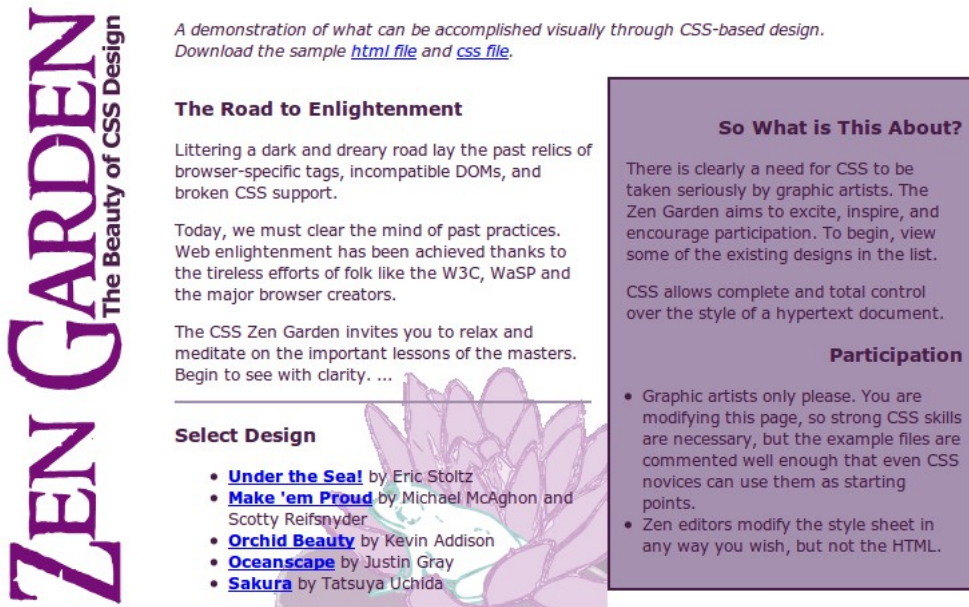 ZEN GARDEN
The Beauty of CSS Design
A demonstration of what can be accomplished visually through CSS-based design.
Download the sample html file and css file.
The Road to Enlightenment
Littering a dark and dreary road lay the past relics of
browser-specific tags, incompatible DOMs, and
broken CSS support.
Today, we must clear the mind of past practices.
Web enlightenment has been achieved thanks to
the tireless efforts of folk like the W3C, WaSP and
the major browser creators.
The CSS Zen Garden invites you to relax and
meditate on the important lessons of the masters.
Begin to see with clarity. ...
Select Design
• Under the Sea! by Eric Stoltz
• Make 'em Proud by Michael McAghon and
Scotty Reifsnyder
• Orchid Beauty by Kevin Addison
• Oceanscape by Justin Gray
• Sakura by Tatsuya Uchida
So What is This About?
There is clearly a need for CSS to be
taken seriously by graphic artists. The
Zen Garden aims to excite, inspire, and
encourage participation. To begin, view
some of the existing designs in the list.
CSS allows complete and total control
over the style of a hypertext document.
Participation
• Graphic artists only please. You are
modifying this page, so strong CSS skills
are necessary, but the example files are
commented well enough that even CSS
novices can use them as starting
points.
• Zen editors modify the style sheet in
any way you wish, but not the HTML.